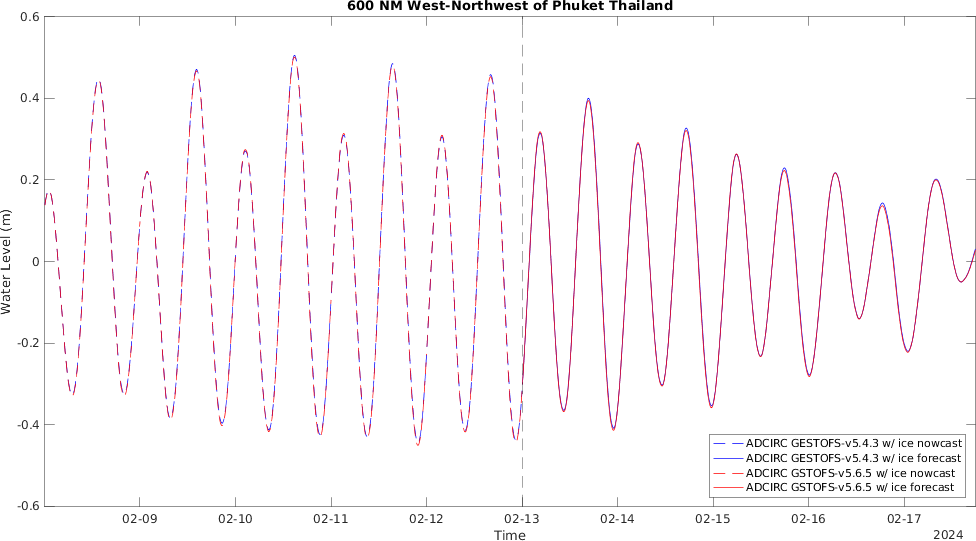 600 NM West-Northwest of Phuket Thailand
0.6
0.4
0.2
0
-0.2
-0.4
-0.6
Water Level (m)
ADCIRC GESTOFS-v5.4.3 w/ ice nowcast
ADCIRC GESTOFS-v5.4.3 w/ ice forecast
ADCIRC GSTOFS-v5.6.5 w/ ice nowcast
ADCIRC GSTOFS-v5.6.5 w/ ice forecast
02-09 02-10 02-11 02-12 02-13 02-14 02-15 02-16 02-17
Time
2024